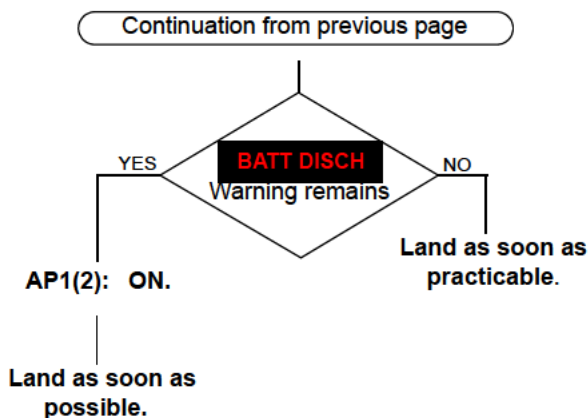 Continuation from previous page
BATT DISCH
Warning remains
YES
NO
AP1(2): ON.
Land as soon as
possible.
Land as soon as
practicable.